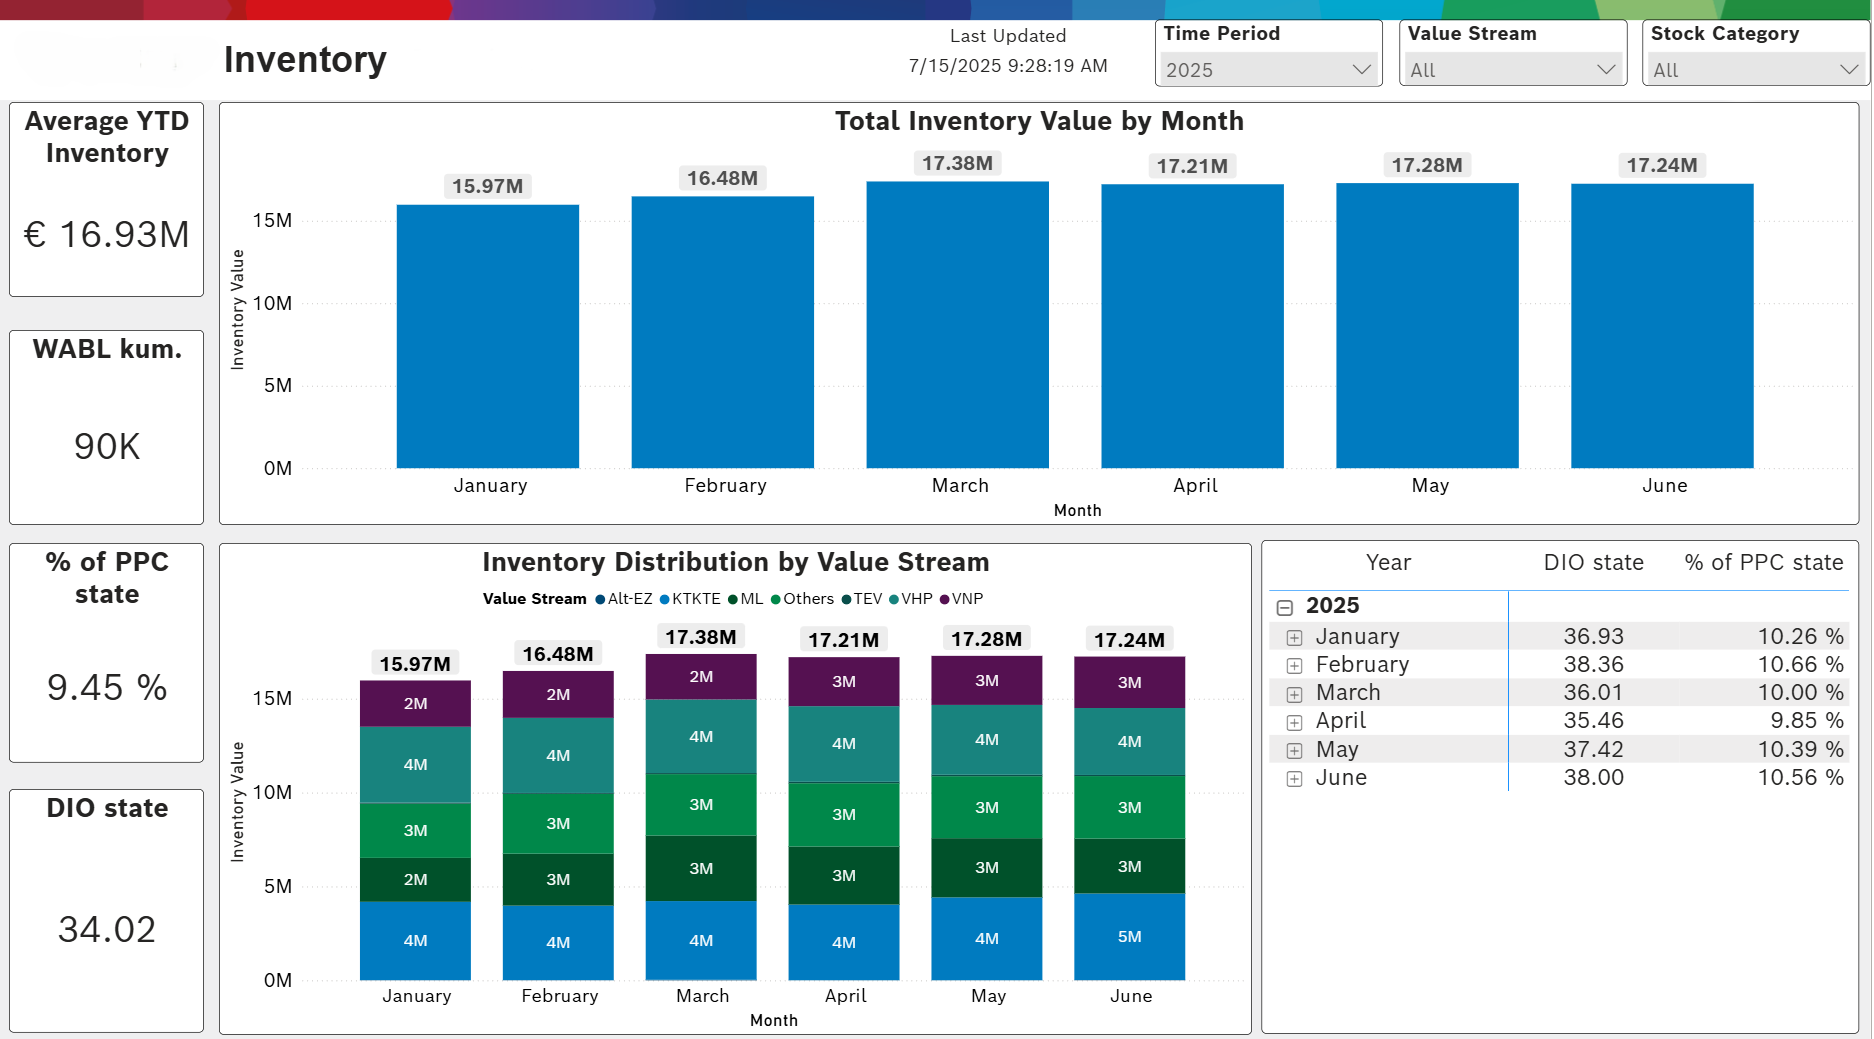 Inventory
Last Updated
7/15/2025 9:28:19 AM
Time Period
2025
Value Stream
All
Stock Category
All
Average YTD
Inventory
€ 16.93M
WABL kum.
90K
% of PPC
state
9.45 %
DIO state
34.02
Total Inventory Value by Month
Inventory Value
15M
10M
5M
0M
15.97M
16.48M
17.38M
17.21M
17.28M
17.24M
January
February
March
April
May
June
Month
Inventory Distribution by Value Stream
Value Stream Alt-EZ KTKTE ML Others TEV VHP VNP
Inventory Value
15M
10M
5M
0M
15.97M
2M
4M
3M
2M
4M
16.48M
2M
4M
3M
3M
4M
17.38M
2M
4M
3M
3M
4M
17.21M
3M
4M
3M
3M
4M
17.28M
3M
4M
3M
3M
4M
17.24M
3M
4M
3M
3M
5M
January
February
March
April
May
June
Month
Year DIO state % of PPC state
2025
January 36.93 10.26 %
February 38.36 10.66 %
March 36.01 10.00 %
April 35.46 9.85 %
May 37.42 10.39 %
June 38.00 10.56 %